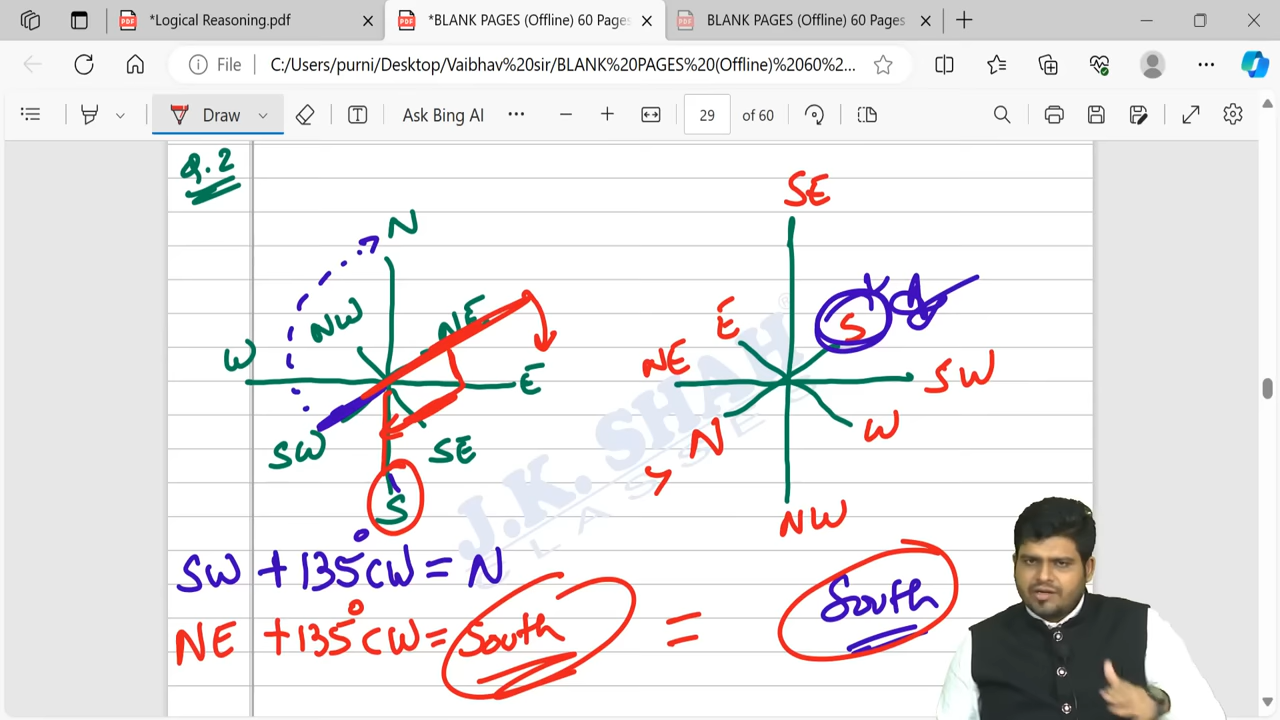 *Logical Reasoning.pdf
*BLANK PAGES (Offline) 60 Pages
BLANK PAGES (Offline) 60 Pages
File
C:/Users/purni/Desktop/Vaibhav%20sir/BLANK%20PAGES%20(Offline)%2060%2...
Draw
Ask Bing AI
29
of 60
Q.2
N
NW
NE
W
E
SW
SE
S
SE
E
S
NE
SW
N
W
NW
J.K. SHAH
CLASSES
SW + 135° CW = N
NE + 135° CW = South = South